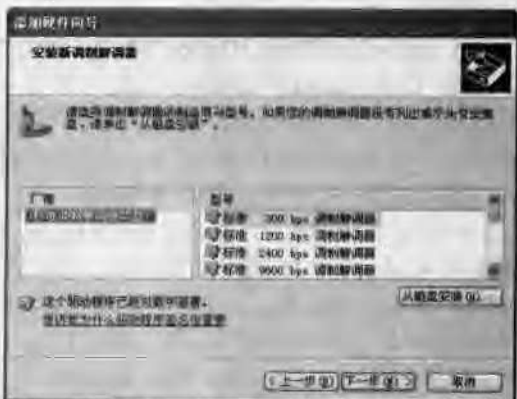 添加硬件向导
安装新调制解调器
请选择调制解调器的制造商和型号。如果您的调制解调器没有列出或开头有安装
盘，请单击“从磁盘安装”。
厂商
型号
标准 300 bps 调制解调器
标准 1200 bps 调制解调器
标准 2400 bps 调制解调器
标准 9600 bps 调制解调器
从磁盘安装(H)...
这个驱动程序已经过数字签署。
告诉我为什么驱动程序签名很重要
<上一步(B)
下一步(N)>
取消